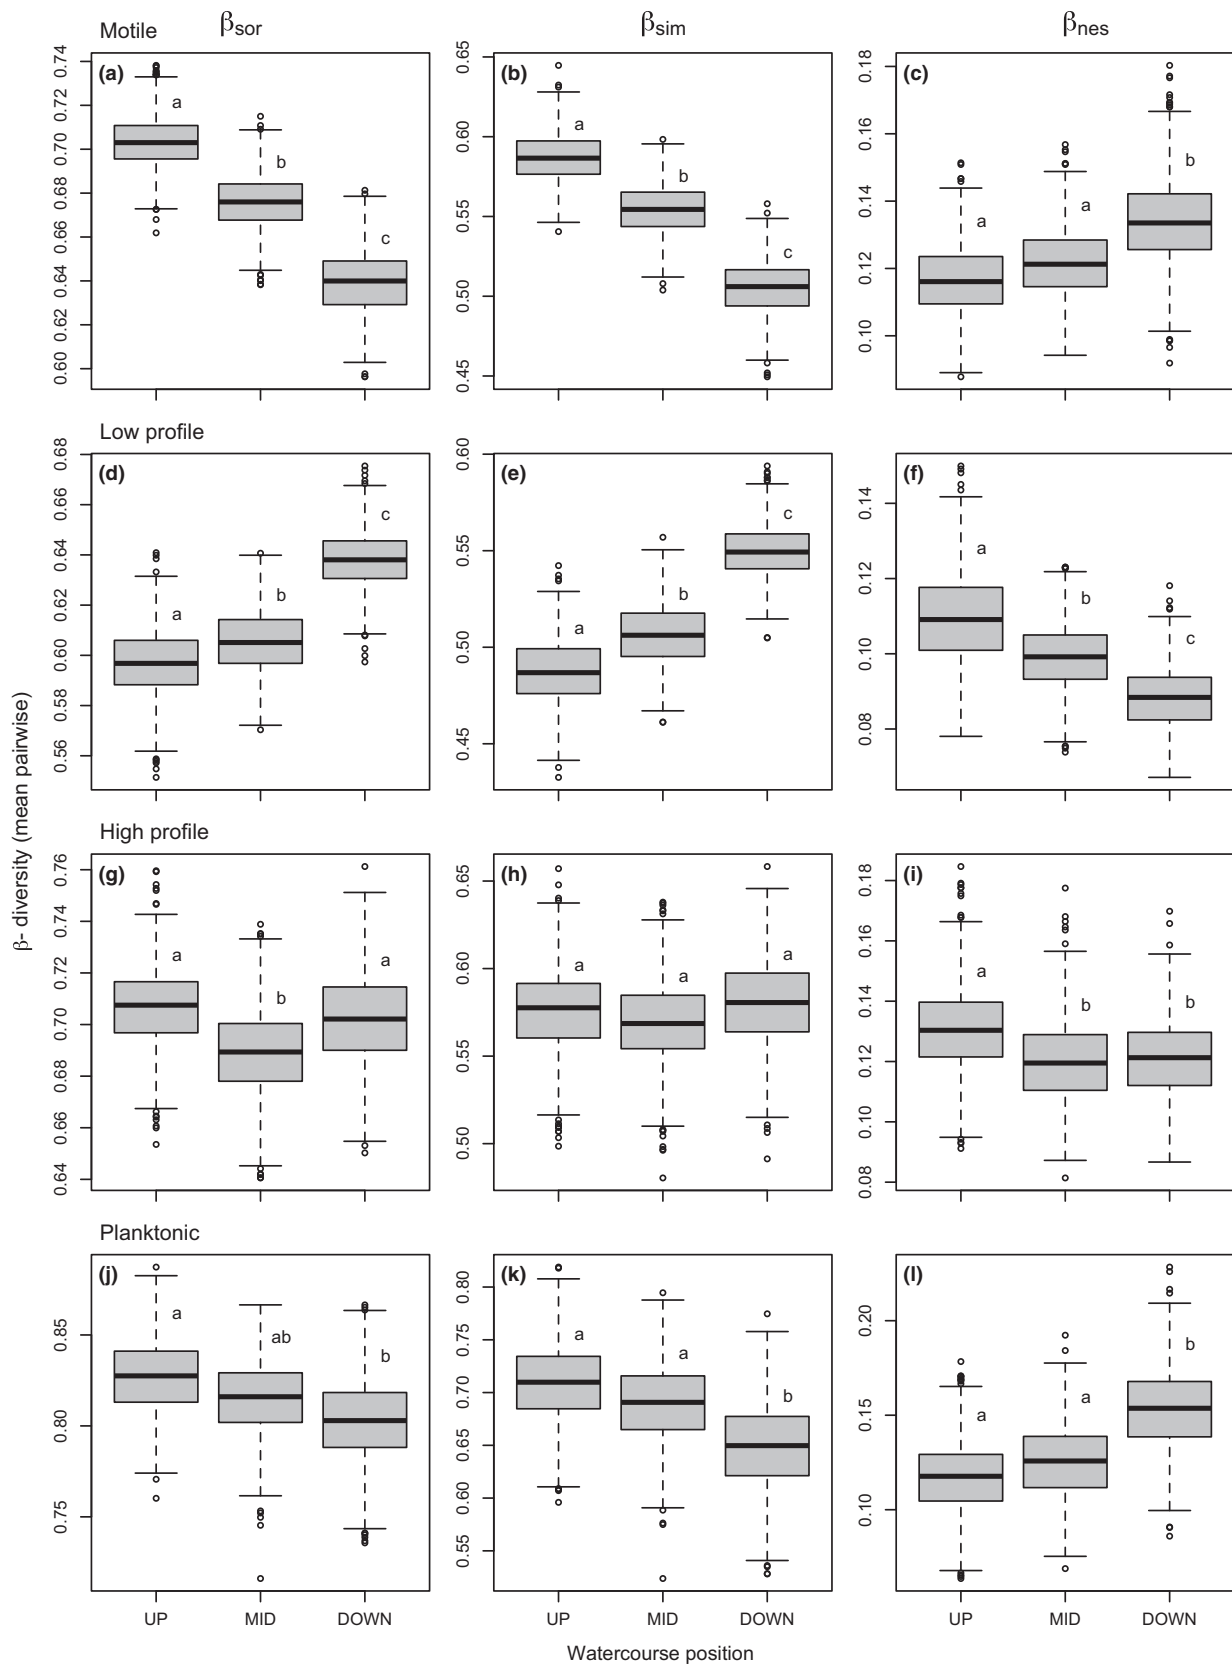 βsor
βsim
βnes
Motile
(a)
0.74
0.72
0.70
0.68
0.66
0.64
0.62
0.60
a
b
c
(b)
0.65
0.60
0.55
0.50
0.45
a
b
c
(c)
0.18
0.16
0.14
0.12
0.10
a
a
b
Low profile
(d)
0.68
0.66
0.64
0.62
0.60
0.58
0.56
a
b
c
(e)
0.60
0.55
0.50
0.45
a
b
c
(f)
0.14
0.12
0.10
0.08
a
b
c
β- diversity (mean pairwise)
High profile
(g)
0.76
0.74
0.72
0.70
0.68
0.66
0.64
a
b
a
(h)
0.65
0.60
0.55
0.50
a
a
a
(i)
0.18
0.16
0.14
0.12
0.10
0.08
a
b
b
Planktonic
(j)
0.85
0.80
0.75
a
ab
b
(k)
0.80
0.75
0.70
0.65
0.60
0.55
a
a
b
(l)
0.20
0.15
0.10
a
a
b
UP MID DOWN
UP MID DOWN
UP MID DOWN
Watercourse position